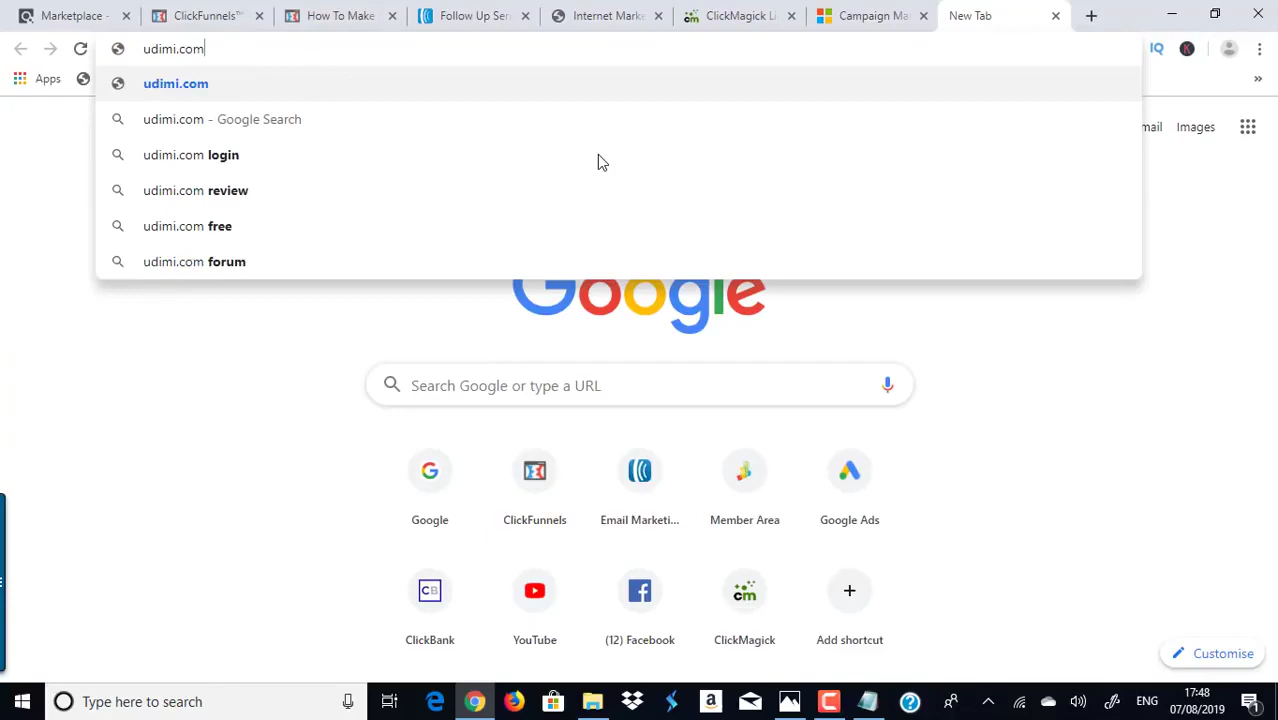 Marketplace -
ClickFunnels™
How To Make
Follow Up Ser
Internet Mark
ClickMagick Li
Campaign Ma
New Tab
udimi.com
IQ
K
Apps
udimi.com
udimi.com - Google Search
udimi.com login
udimi.com review
udimi.com free
udimi.com forum
mail
Images
Google
Search Google or type a URL
G
Google
ClickFunnels
Email Marketi...
Member Area
Google Ads
CB
cm
ClickBank
YouTube
(12) Facebook
ClickMagick
Add shortcut
Customise
Type here to search
ENG
17:48
07/08/2019